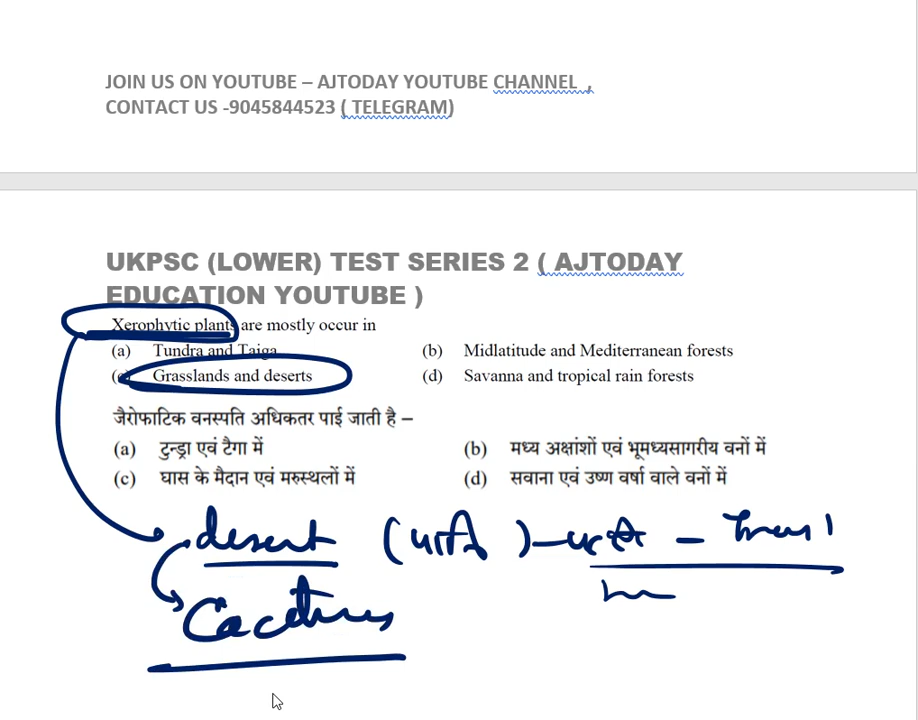 JOIN US ON YOUTUBE – AJTODAY YOUTUBE CHANNEL ,
CONTACT US -9045844523 ( TELEGRAM)
UKPSC (LOWER) TEST SERIES 2 ( AJTODAY
EDUCATION YOUTUBE )
Xerophytic plants are mostly occur in
(a) Tundra and Taiga (b) Midlatitude and Mediterranean forests
(c) Grasslands and deserts (d) Savanna and tropical rain forests
जैरोफाटिक वनस्पति अधिकतर पाई जाती है –
(a) टुन्ड्रा एवं टैगा में (b) मध्य अक्षांशों एवं भूमध्यसागरीय वनों में
(c) घास के मैदान एवं मरुस्थलों में (d) सवाना एवं उष्ण वर्षा वाले वनों में
desert